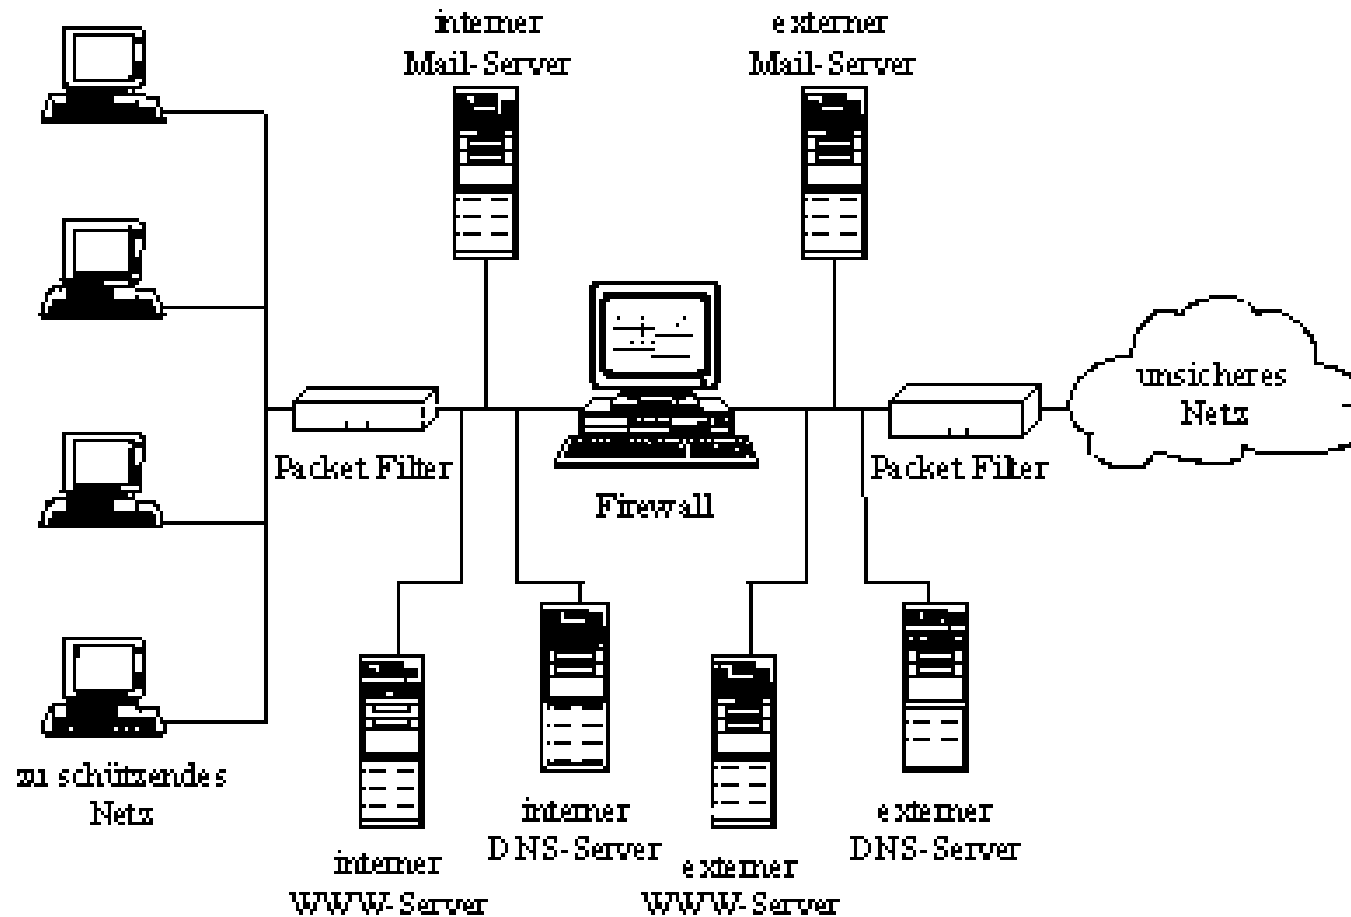 interner
Mail-Server
externer
Mail-Server
unsicheres
Netz
Packet Filter
Firewall
Packet Filter
zu schützendes
Netz
interner
WWW-Server
interner
DNS-Server
externer
WWW-Server
externer
DNS-Server